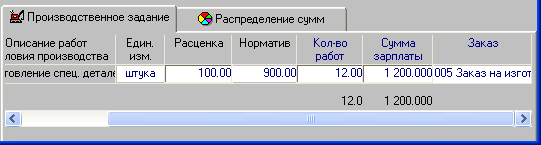 Производственное задание Распределение сумм
Описание работ Един. Расценка Норматив Кол-во Сумма Заказ
ловия производства изм. работ зарплаты
говление спец. детале штука 100.00 900.00 12.00 1 200.000 005 Заказ на изгот
12.0 1 200.000